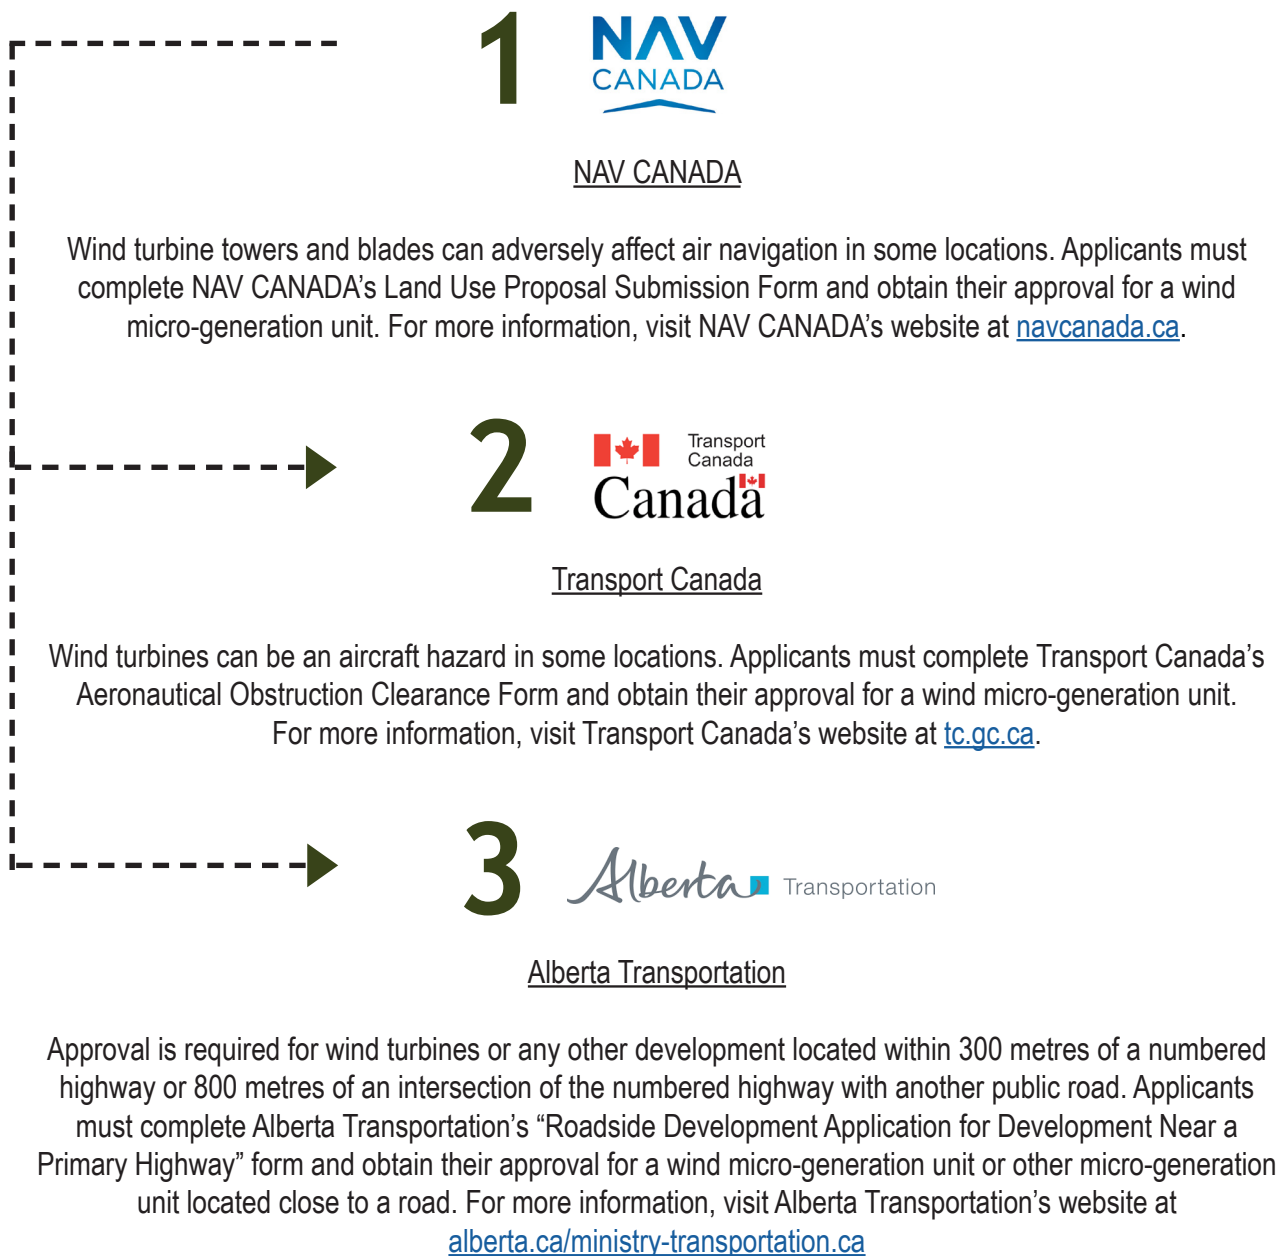 1
NAV
CANADA
NAV CANADA
Wind turbine towers and blades can adversely affect air navigation in some locations. Applicants must
complete NAV CANADA’s Land Use Proposal Submission Form and obtain their approval for a wind
micro-generation unit. For more information, visit NAV CANADA’s website at navcanada.ca.
2
Transport
Canada
Canada
Transport Canada
Wind turbines can be an aircraft hazard in some locations. Applicants must complete Transport Canada’s
Aeronautical Obstruction Clearance Form and obtain their approval for a wind micro-generation unit.
For more information, visit Transport Canada’s website at tc.gc.ca.
3
Alberta Transportation
Alberta Transportation
Approval is required for wind turbines or any other development located within 300 metres of a numbered
highway or 800 metres of an intersection of the numbered highway with another public road. Applicants
must complete Alberta Transportation’s “Roadside Development Application for Development Near a
Primary Highway” form and obtain their approval for a wind micro-generation unit or other micro-generation
unit located close to a road. For more information, visit Alberta Transportation’s website at
alberta.ca/ministry-transportation.ca